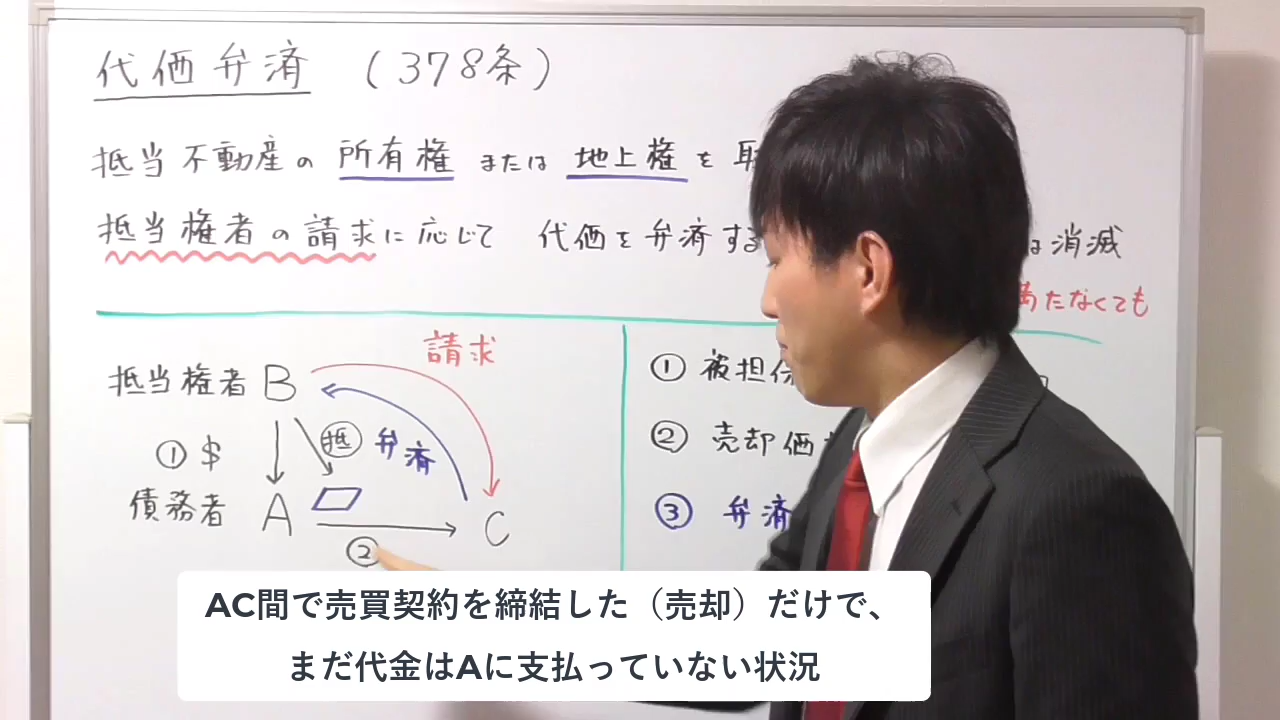 代価弁済 (378条)
抵当不動産の所有権または地上権を
抵当権者の請求に応じて 代価を弁済する
は消滅
満たなくても
請求
抵当権者 B
抵
弁済
① $
債務者 A
C
②
① 被担保
② 売却価
③ 弁済
AC間で売買契約を締結した（売却）だけで、
まだ代金はAに支払っていない状況